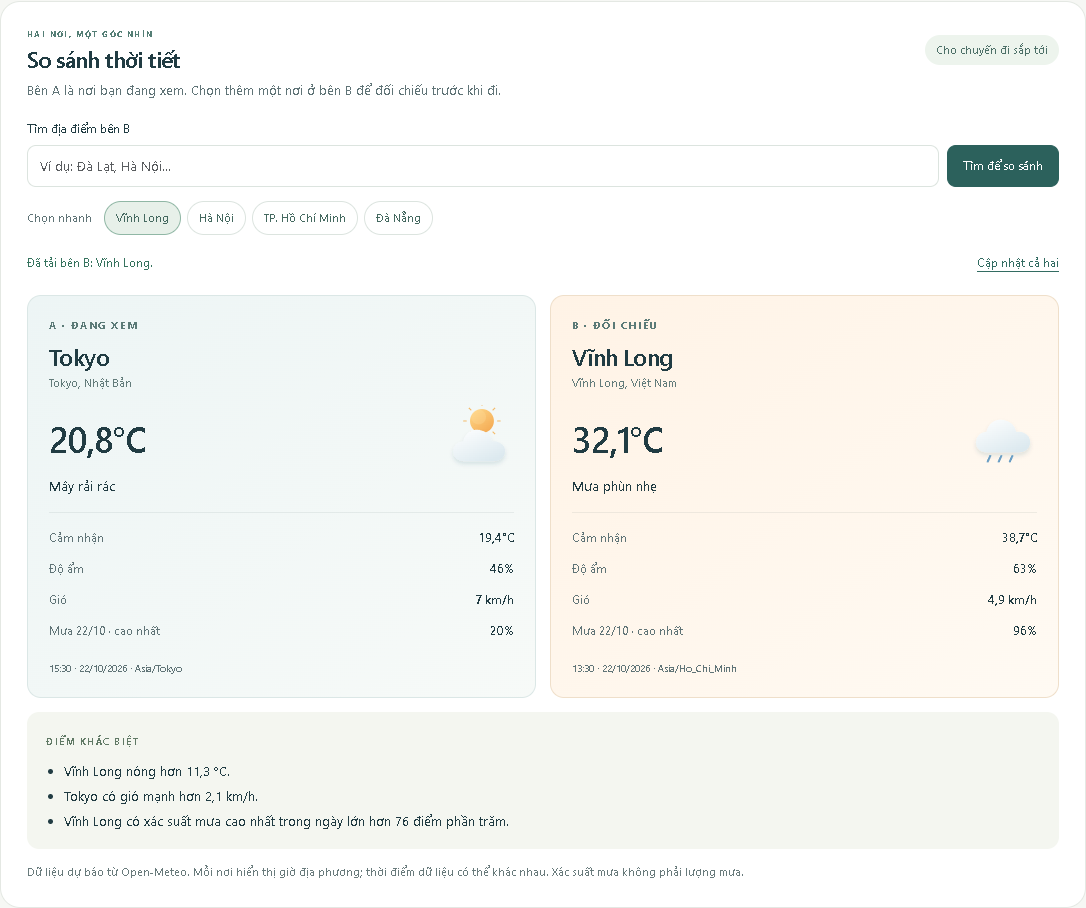 HAI NƠI, MỘT GÓC NHÌN
So sánh thời tiết
Cho chuyến đi sắp tới
Bên A là nơi bạn đang xem. Chọn thêm một nơi ở bên B để đối chiếu trước khi đi.
Tìm địa điểm bên B
Ví dụ: Đà Lạt, Hà Nội...
Tìm để so sánh
Chọn nhanh
Vĩnh Long
Hà Nội
TP. Hồ Chí Minh
Đà Nẵng
Đã tải bên B: Vĩnh Long.
Cập nhật cả hai
A · ĐANG XEM
Tokyo
Tokyo, Nhật Bản
20,8°C
Mây rải rác
Cảm nhận 19,4°C
Độ ẩm 46%
Gió 7 km/h
Mưa 22/10 · cao nhất 20%
15:30 · 22/10/2026 · Asia/Tokyo
B · ĐỐI CHIẾU
Vĩnh Long
Vĩnh Long, Việt Nam
32,1°C
Mưa phùn nhẹ
Cảm nhận 38,7°C
Độ ẩm 63%
Gió 4,9 km/h
Mưa 22/10 · cao nhất 96%
13:30 · 22/10/2026 · Asia/Ho_Chi_Minh
ĐIỂM KHÁC BIỆT
• Vĩnh Long nóng hơn 11,3 °C.
• Tokyo có gió mạnh hơn 2,1 km/h.
• Vĩnh Long có xác suất mưa cao nhất trong ngày lớn hơn 76 điểm phần trăm.
Dữ liệu dự báo từ Open-Meteo. Mỗi nơi hiển thị giờ địa phương; thời điểm dữ liệu có thể khác nhau. Xác suất mưa không phải lượng mưa.